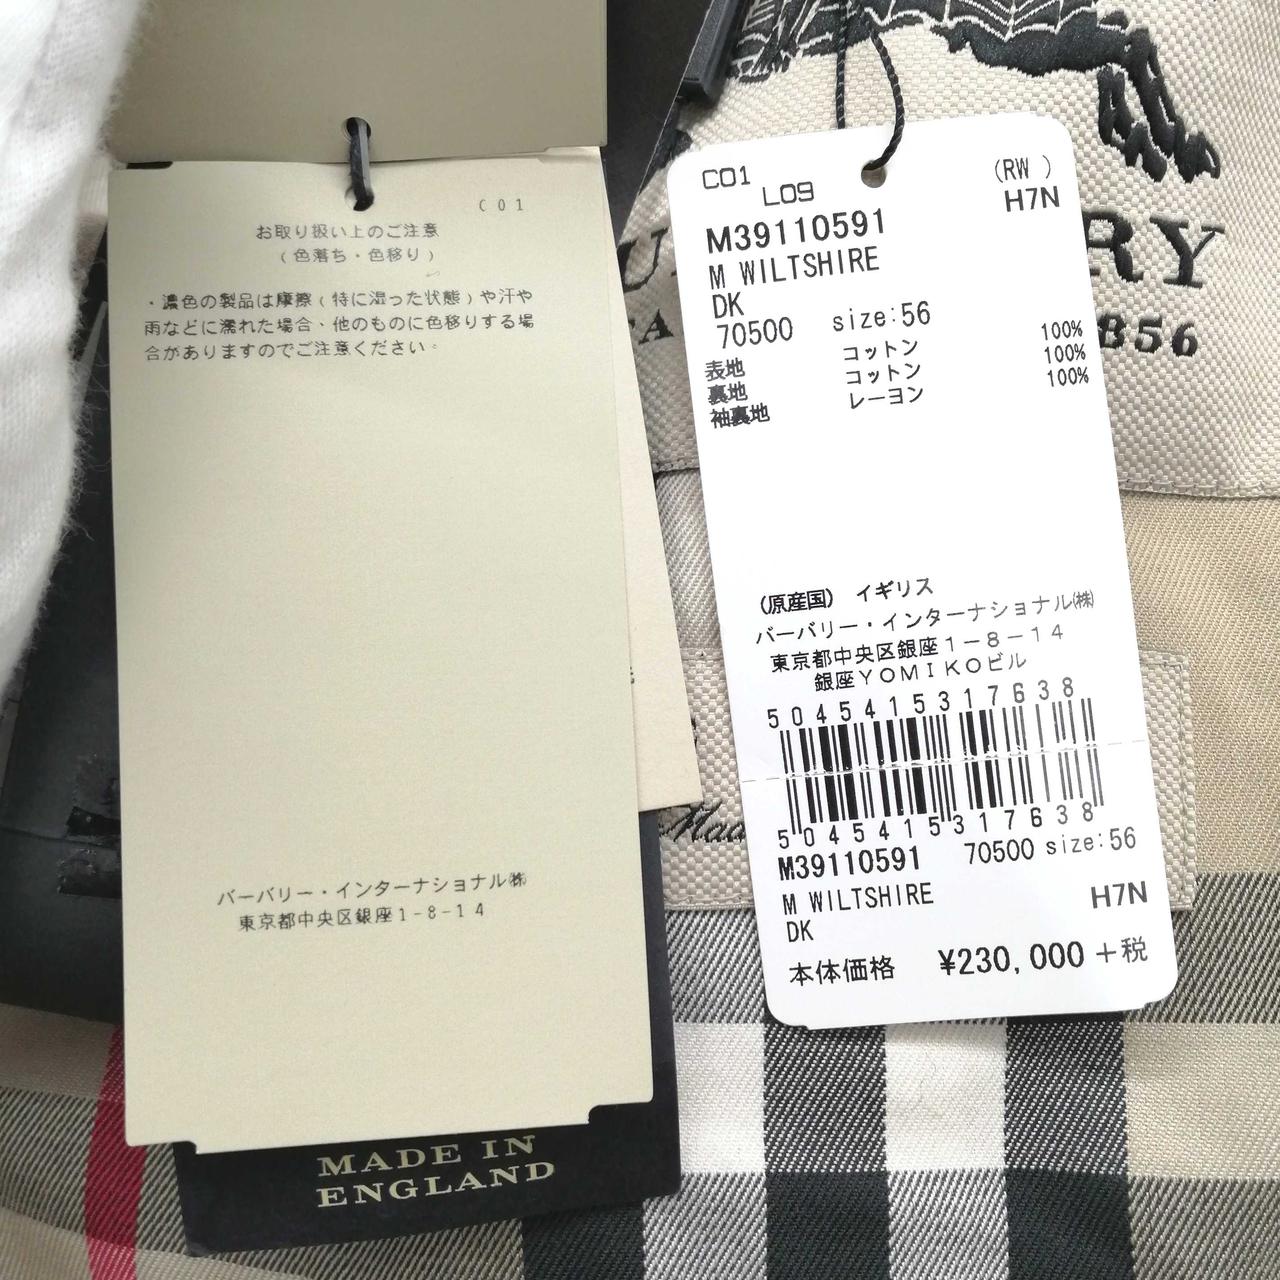 C01
お取り扱い上のご注意
(色落ち・色移り)
・濃色の製品は摩擦(特に湿った状態)や汗や
雨などに濡れた場合、他のものに色移りする場
合がありますのでご注意ください。
バーバリー・インターナショナル㈱
東京都中央区銀座1-8-14
MADE IN
ENGLAND
C01
L09
(RW )
H7N
M39110591
M WILTSHIRE
DK
70500 size:56
表地 コットン 100%
裏地 コットン 100%
袖裏地 レーヨン 100%
(原産国) イギリス
バーバリー・インターナショナル㈱
東京都中央区銀座1-8-14
銀座YOMIKOビル
5045415317638
5045415317638
M39110591 70500 size:56
M WILTSHIRE H7N
DK
本体価格 ¥230,000+税
RY
856